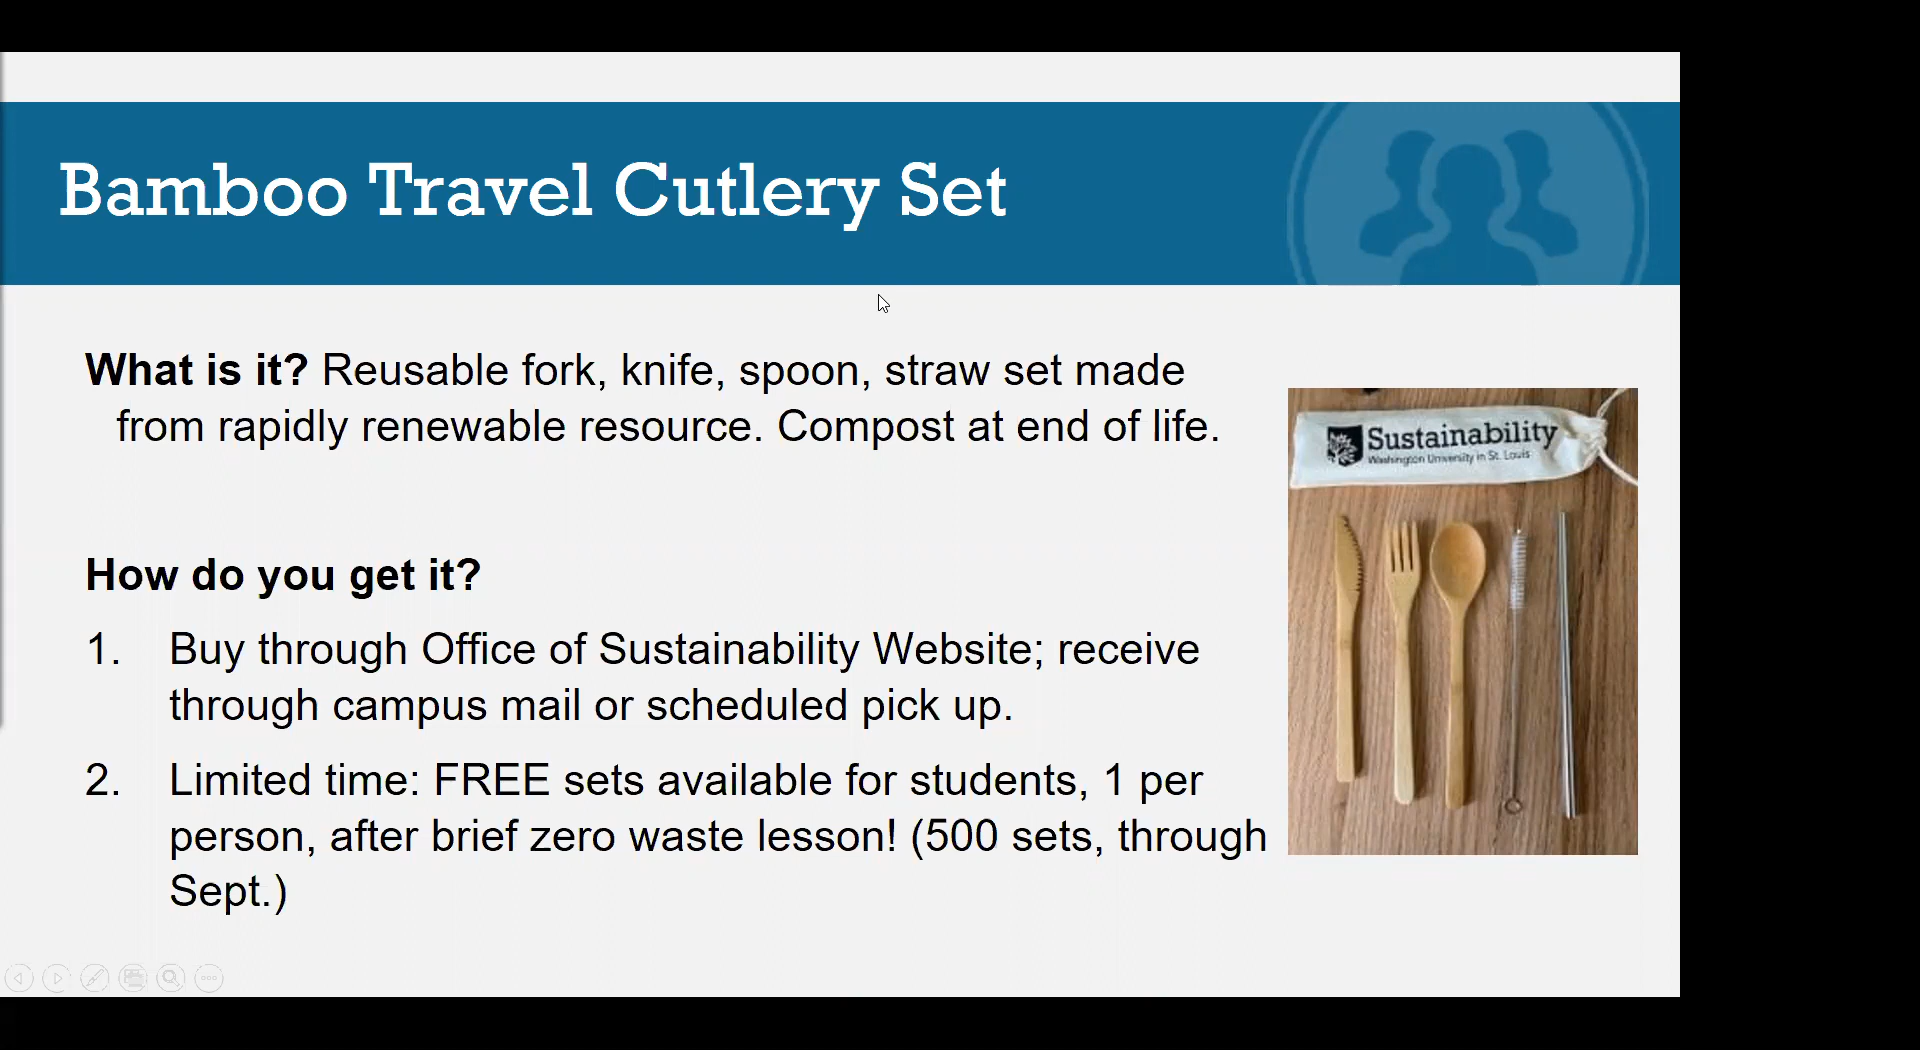 Bamboo Travel Cutlery Set
What is it? Reusable fork, knife, spoon, straw set made
from rapidly renewable resource. Compost at end of life.
How do you get it?
1. Buy through Office of Sustainability Website; receive
through campus mail or scheduled pick up.
2. Limited time: FREE sets available for students, 1 per
person, after brief zero waste lesson! (500 sets, through
Sept.)
Sustainability
Washington University in St. Louis